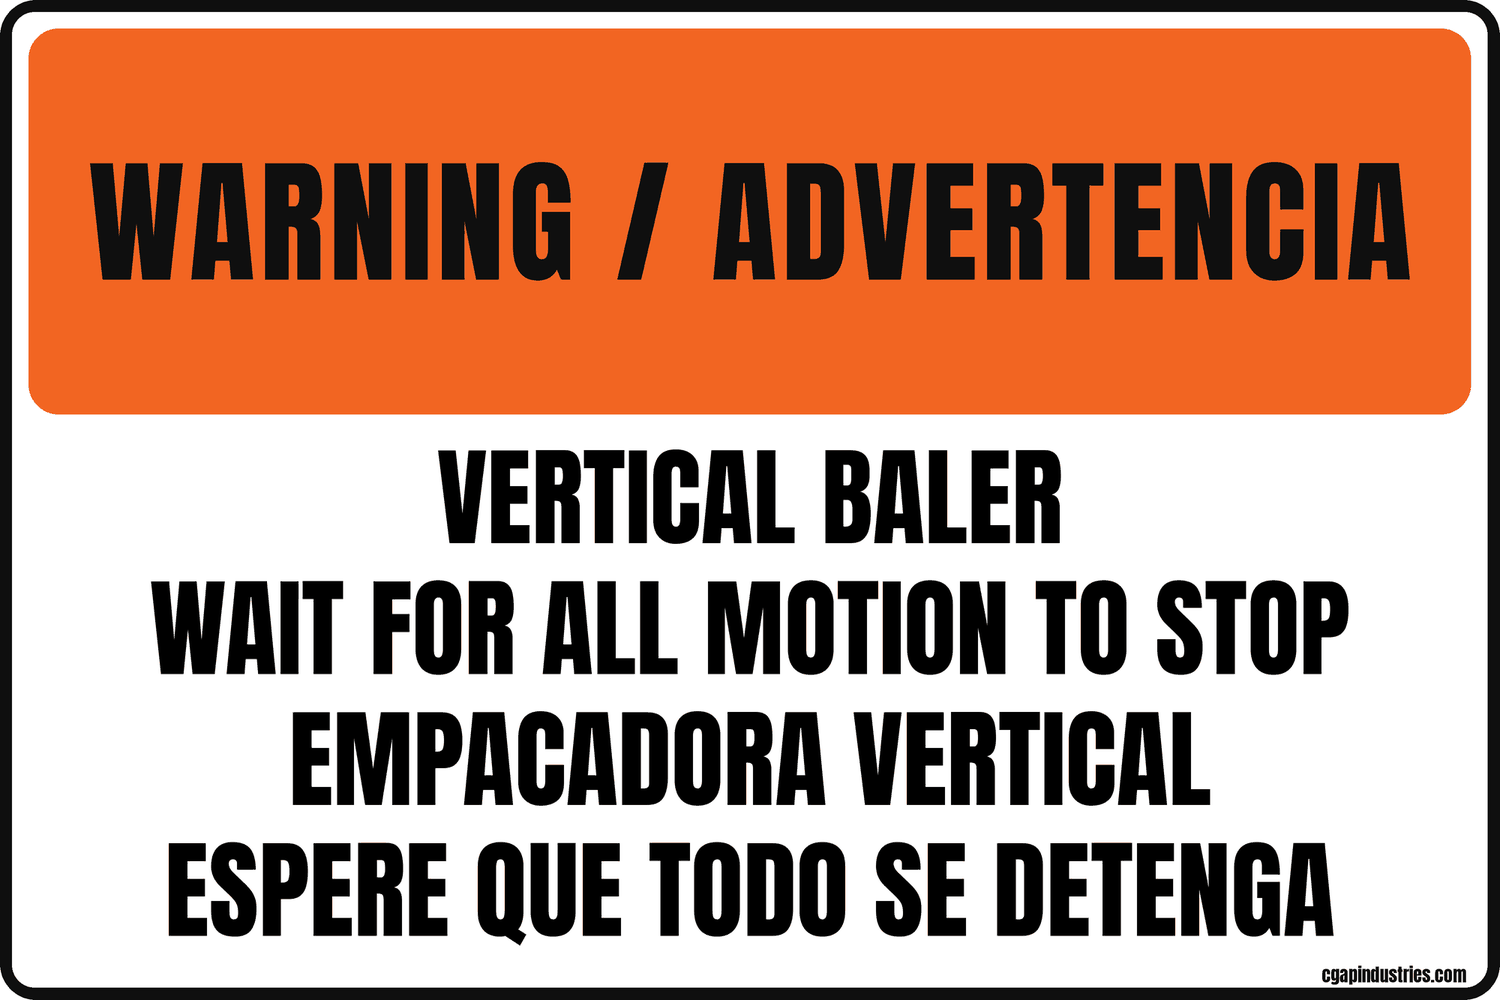 WARNING / ADVERTENCIA
VERTICAL BALER
WAIT FOR ALL MOTION TO STOP
EMPACADORA VERTICAL
ESPERE QUE TODO SE DETENGA
cgapindustries.com